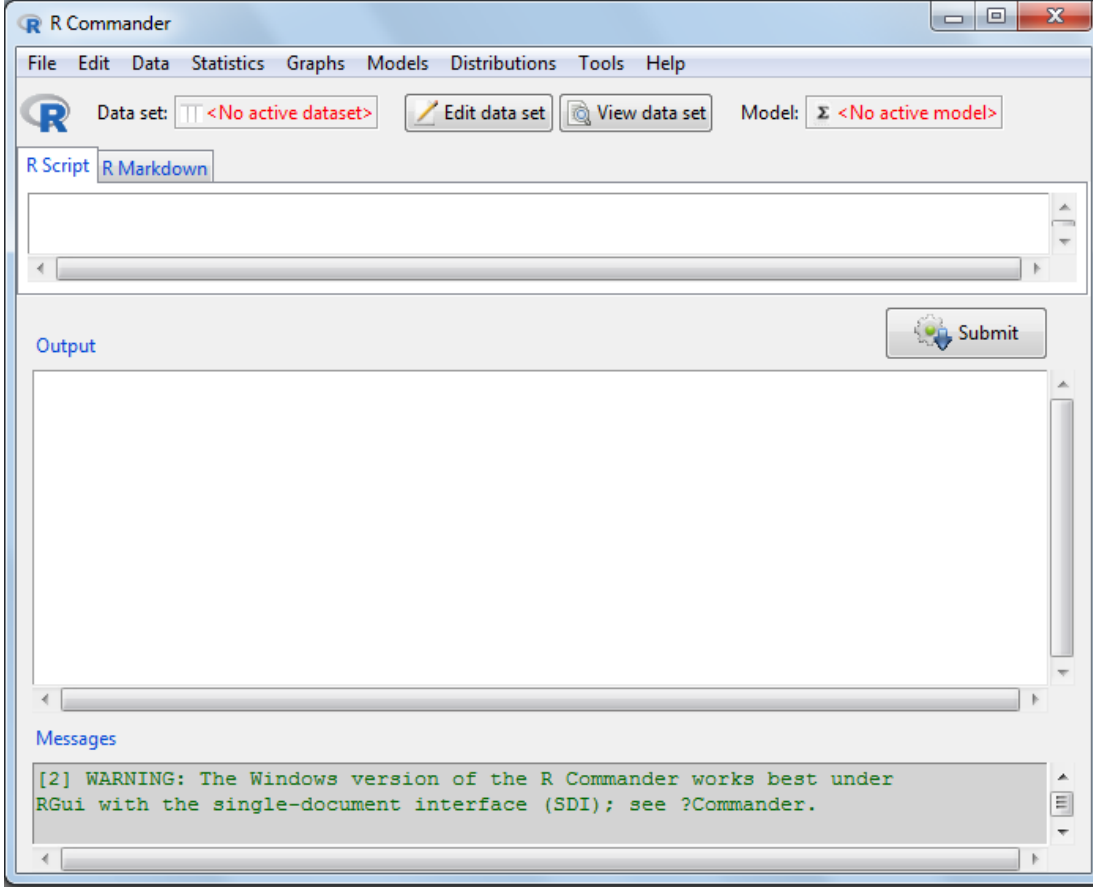 R Commander
File Edit Data Statistics Graphs Models Distributions Tools Help
R Data set: <No active dataset> Edit data set View data set Model: Σ <No active model>
R Script R Markdown
Submit
Output
Messages
[2] WARNING: The Windows version of the R Commander works best under
RGui with the single-document interface (SDI); see ?Commander.